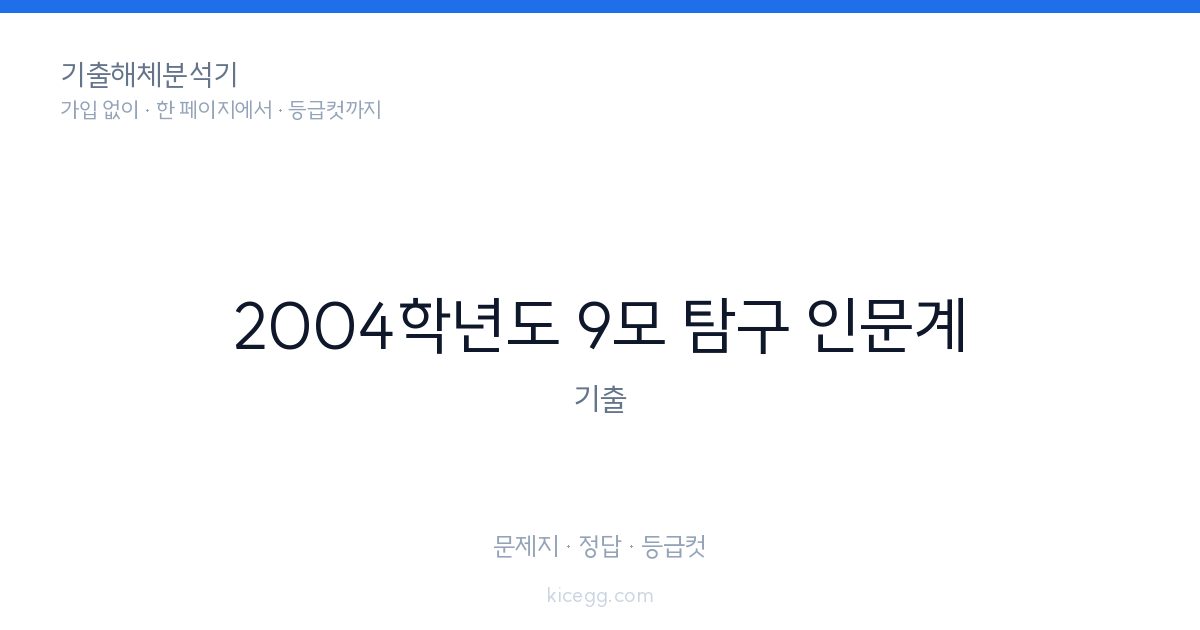 기출해체분석기
가입 없이 · 한 페이지에서 · 등급컷까지
2004학년도 9모 탐구 인문계
기출
문제지 · 정답 · 등급컷
kicegg.com